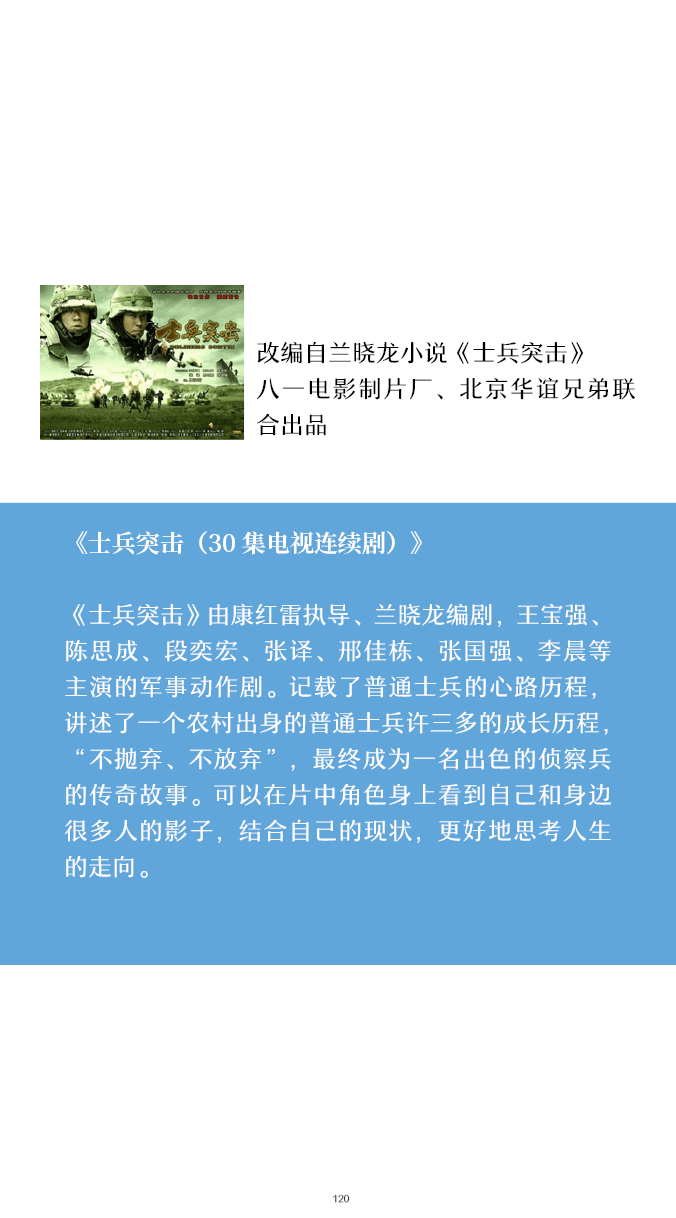 士兵突击
SOLDIERS SORTIE
改编自兰晓龙小说《士兵突击》
八一电影制片厂、北京华谊兄弟联
合出品
《士兵突击（30 集电视连续剧）》
《士兵突击》由康红雷执导、兰晓龙编剧，王宝强、
陈思成、段奕宏、张译、邢佳栋、张国强、李晨等
主演的军事动作剧。记载了普通士兵的心路历程，
讲述了一个农村出身的普通士兵许三多的成长历程，
“不抛弃、不放弃”，最终成为一名出色的侦察兵
的传奇故事。可以在片中角色身上看到自己和身边
很多人的影子，结合自己的现状，更好地思考人生
的走向。
120